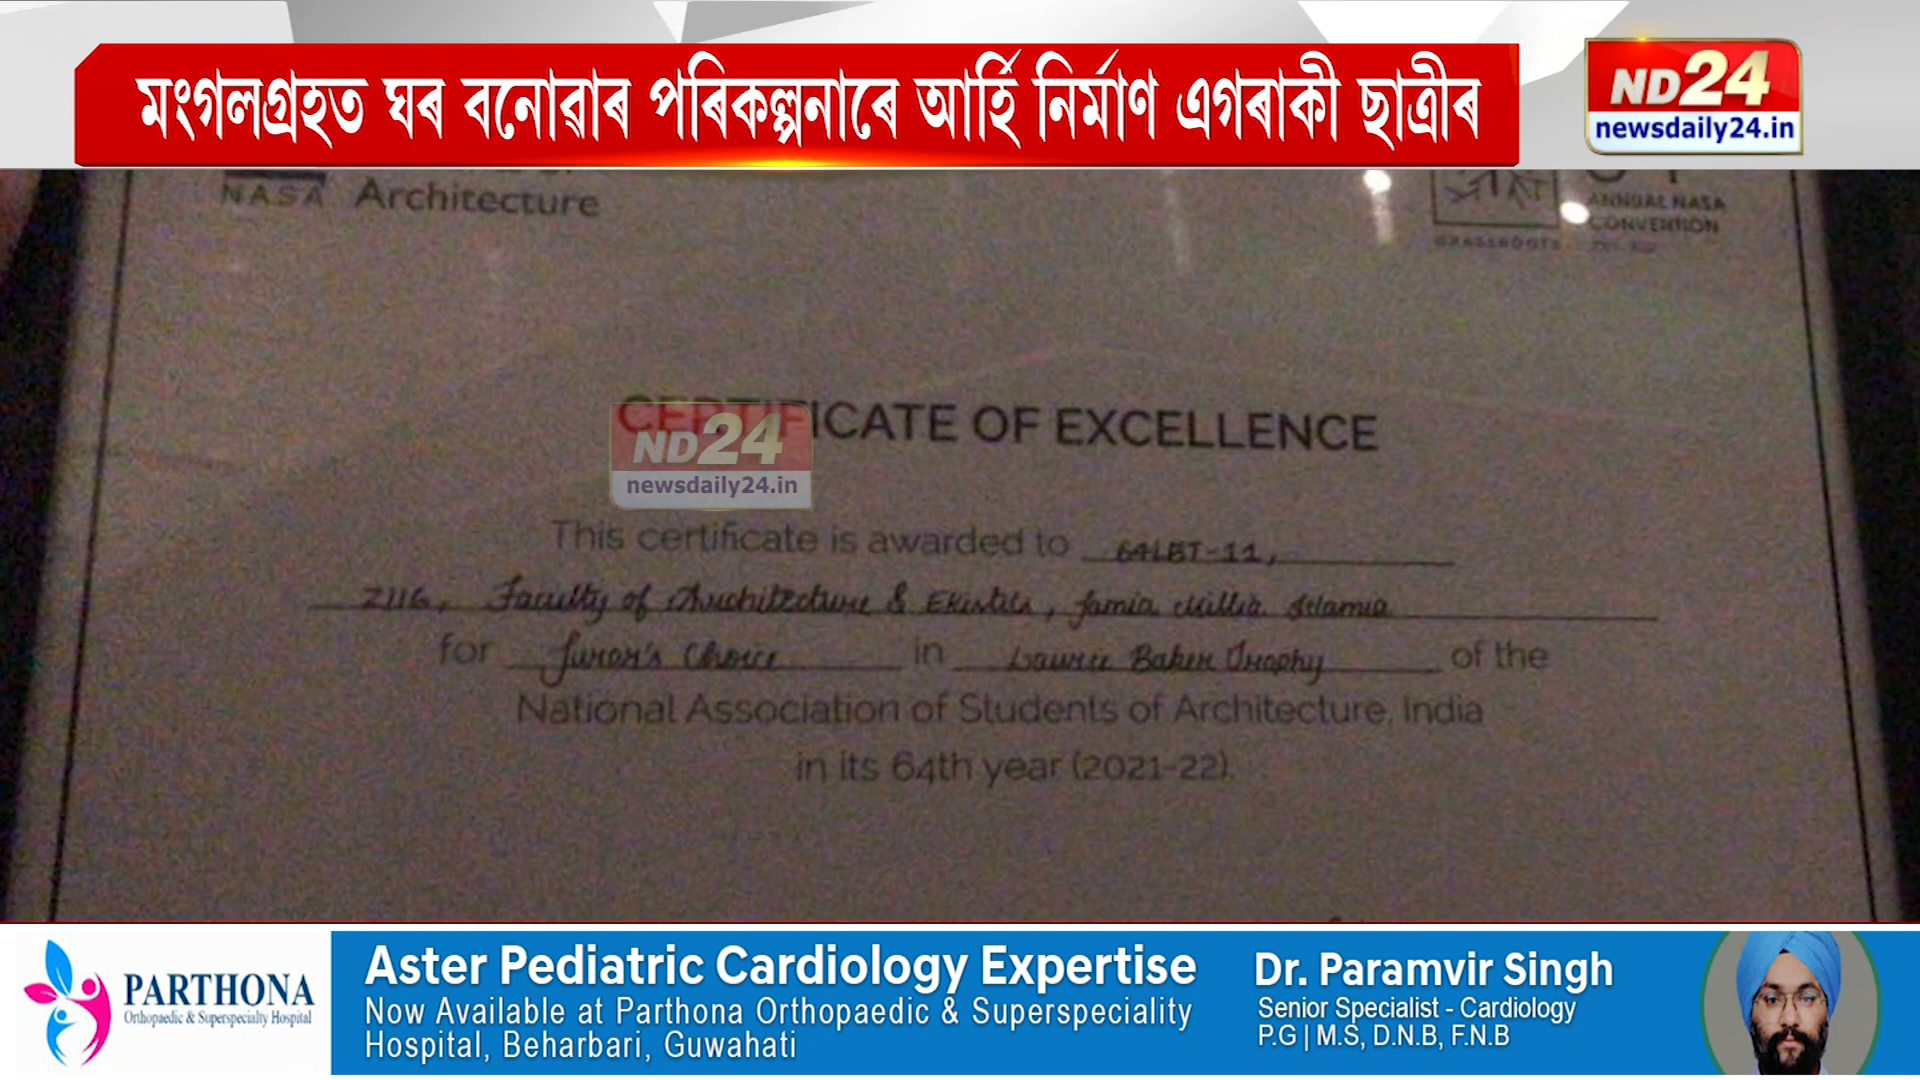 মংগলগ্ৰহত ঘৰ বনোৱাৰ পৰিকল্পনাৰে আৰ্হি নিৰ্মাণ এগৰাকী ছাত্ৰীৰ
ND24
newsdaily24.in
NASA Architecture
ANNUAL NASA
CONVENTION
GRASSROOTS
CERTIFICATE OF EXCELLENCE
ND24
newsdaily24.in
This certificate is awarded to 64LBT-11,
Z116, Faculty of Architecture & Ekistics, Jamia Millia Islamia
for Juror's Choice in Laurie Baker Trophy of the
National Association of Students of Architecture, India
in its 64th year (2021-22).
PARTHONA
Orthopaedic & Superspecialty Hospital
Aster Pediatric Cardiology Expertise
Now Available at Parthona Orthopaedic & Superspeciality
Hospital, Beharbari, Guwahati
Dr. Paramvir Singh
Senior Specialist - Cardiology
P.G | M.S, D.N.B, F.N.B